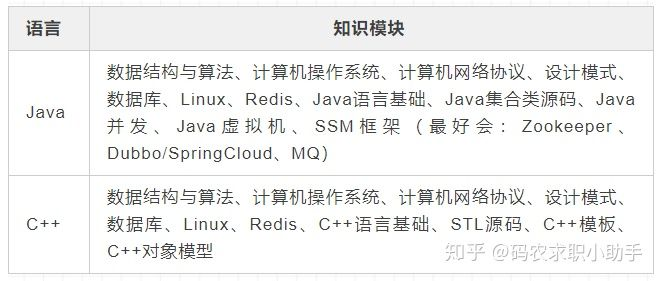 语言 知识模块
数据结构与算法、计算机操作系统、计算机网络协议、设计模式、
数据库、Linux、Redis、Java语言基础、Java集合类源码、Java
Java
并发、Java虚拟机、SSM框架（最好会：Zookeeper、
Dubbo/SpringCloud、MQ）
数据结构与算法、计算机操作系统、计算机网络协议、设计模式、
C++
数据库、Linux、Redis、C++语言基础、STL源码、C++模板、
C++对象模型
知乎 @码农求职小助手